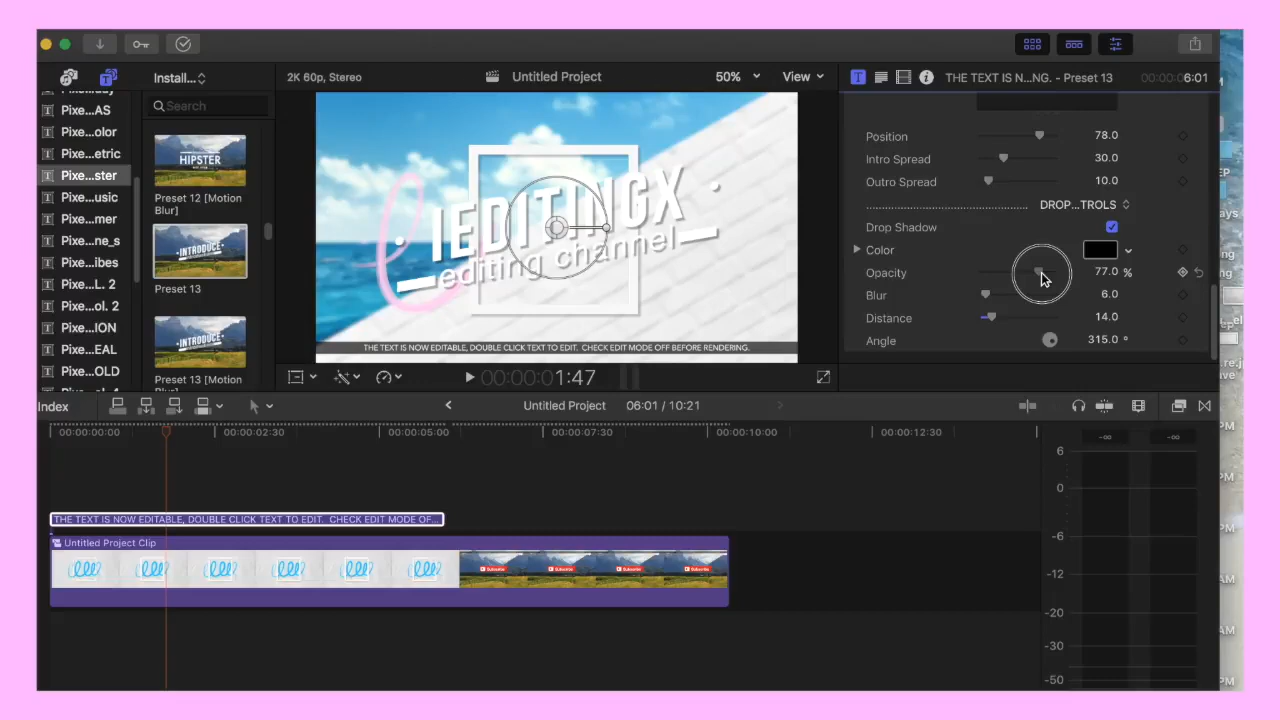 Install...
2K 60p, Stereo
Untitled Project
50%
View
THE TEXT IS N...NG. - Preset 13
6:01
Pixe...AS
Pixe...olor
Pixe...etric
Pixe...ster
Pixe...usic
Pixe...mer
Pixe...ne_s
Pixe...ibes
Pixe...L. 2
Pixe...ol. 2
Pixe...ION
Pixe...EAL
Pixe...OLD
Search
HIPSTER
Preset 12 [Motion
Blur]
INTRODUCE
Preset 13
INTRODUCE
Preset 13 [Motion
IEDITINGX
editing channel
THE TEXT IS NOW EDITABLE, DOUBLE CLICK TEXT TO EDIT. CHECK EDIT MODE OFF BEFORE RENDERING.
00:00:00:01:47
Position 78.0
Intro Spread 30.0
Outro Spread 10.0
DROP...TROLS
Drop Shadow
Color
Opacity 77.0 %
Blur 6.0
Distance 14.0
Angle 315.0 °
Index
Untitled Project
06:01 / 10:21
00:00:00:00
00:00:02:30
00:00:05:00
00:00:07:30
00:00:10:00
00:00:12:30
THE TEXT IS NOW EDITABLE, DOUBLE CLICK TEXT TO EDIT. CHECK EDIT MODE OF...
Untitled Project Clip
Subscribe Subscribe Subscribe Subscribe
-∞ -∞
6
0
-6
-12
-20
-30
-50